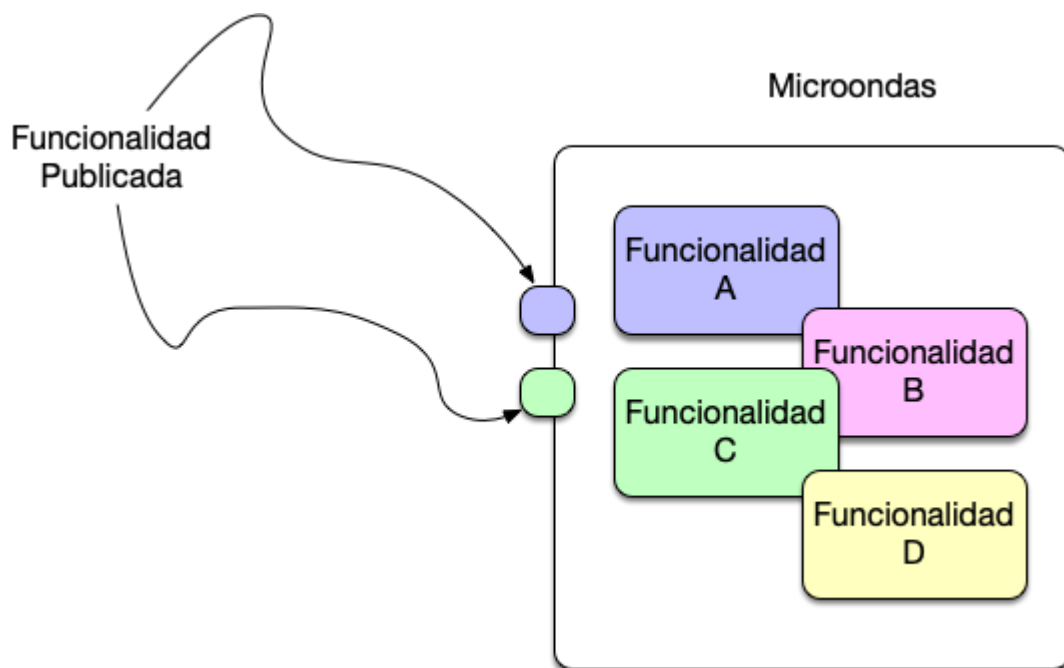 Microondas
Funcionalidad
Publicada
Funcionalidad
A
Funcionalidad
B
Funcionalidad
C
Funcionalidad
D